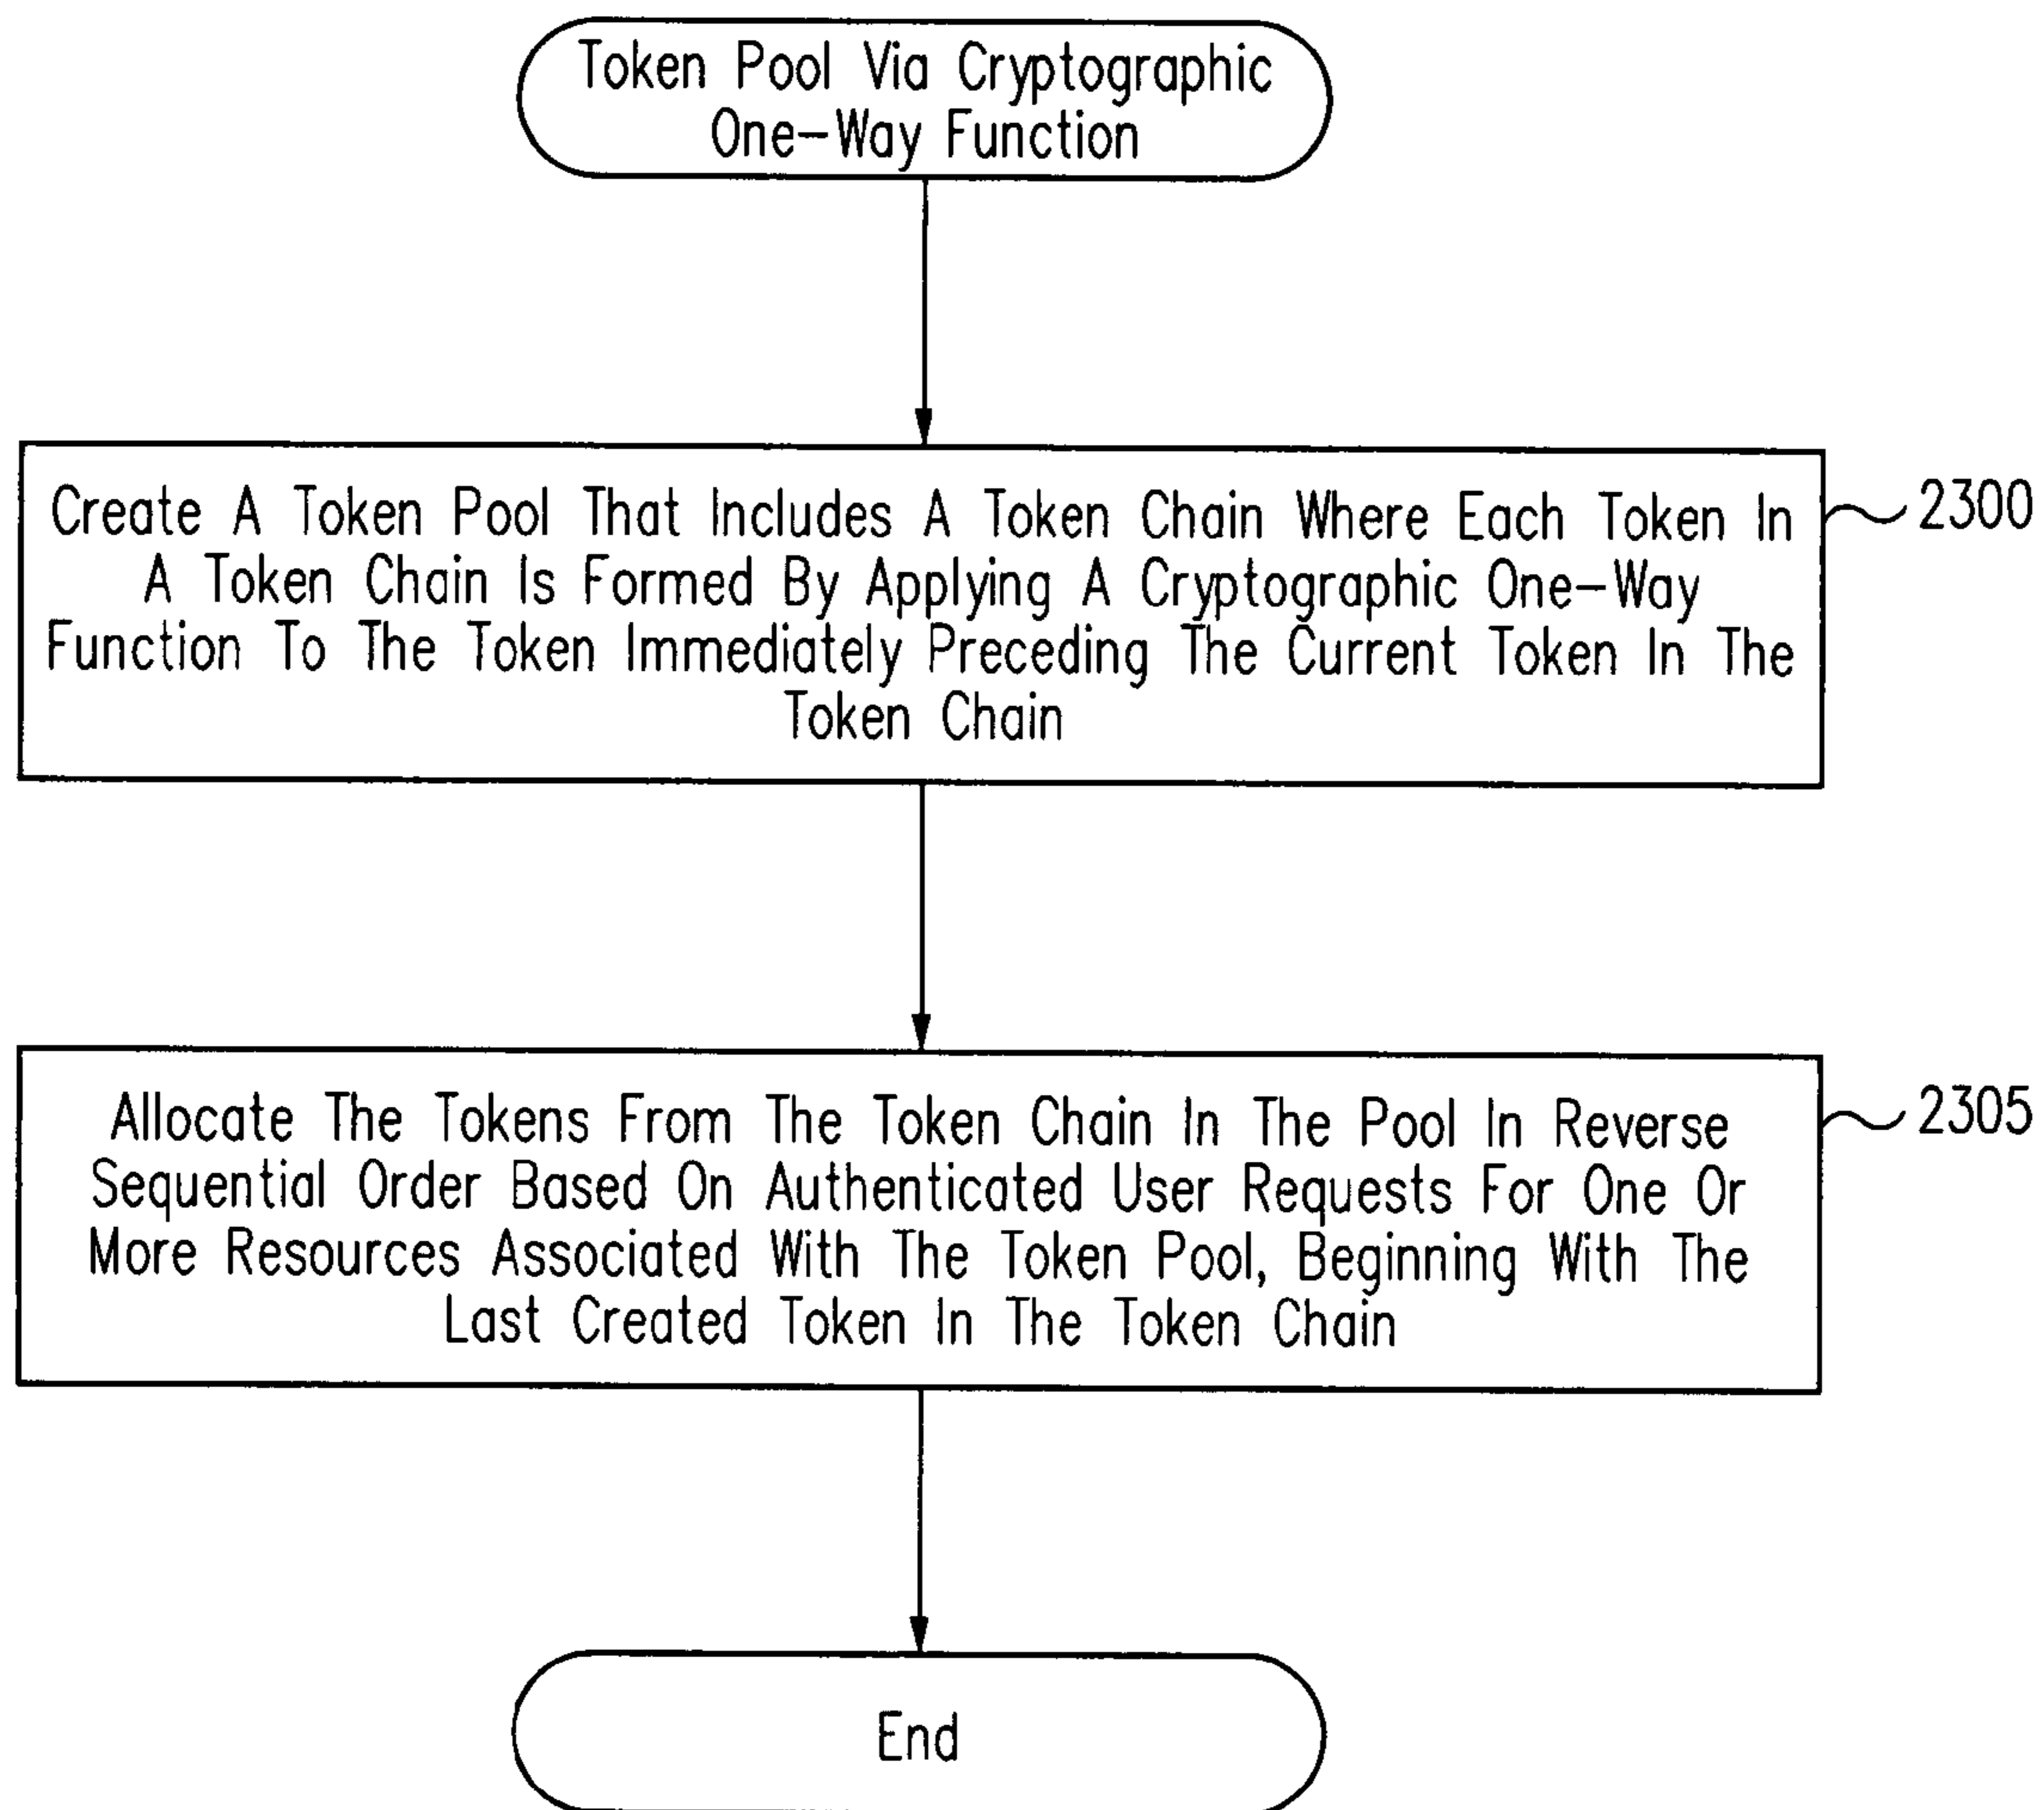 Token Pool Via Cryptographic
One-Way Function
Create A Token Pool That Includes A Token Chain Where Each Token In
A Token Chain Is Formed By Applying A Cryptographic One-Way
Function To The Token Immediately Preceding The Current Token In The
Token Chain
2300
Allocate The Tokens From The Token Chain In The Pool In Reverse
Sequential Order Based On Authenticated User Requests For One Or
More Resources Associated With The Token Pool, Beginning With The
Last Created Token In The Token Chain
2305
End